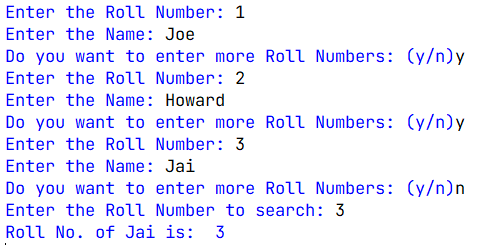 Enter the Roll Number: 1
Enter the Name: Joe
Do you want to enter more Roll Numbers: (y/n)y
Enter the Roll Number: 2
Enter the Name: Howard
Do you want to enter more Roll Numbers: (y/n)y
Enter the Roll Number: 3
Enter the Name: Jai
Do you want to enter more Roll Numbers: (y/n)n
Enter the Roll Number to search: 3
Roll No. of Jai is:  3